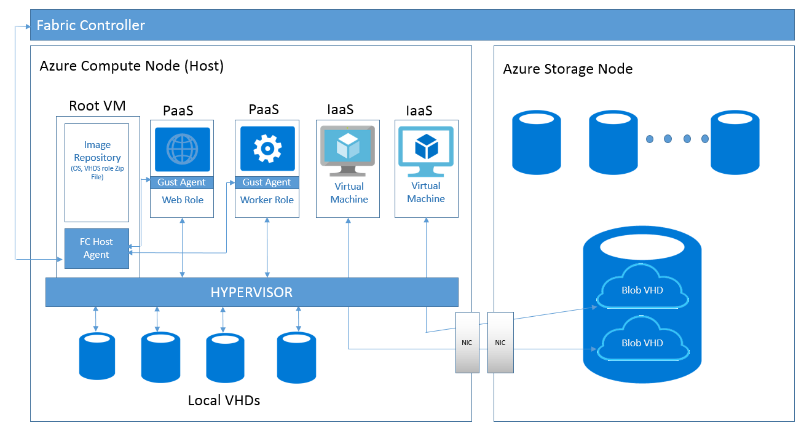 Fabric Controller
Azure Compute Node (Host)
Azure Storage Node
Root VM
PaaS
PaaS
IaaS
IaaS
Image
Repository
(OS, VHDS role Zip
File)
Gust Agent
Web Role
Gust Agent
Worker Role
Virtual
Machine
Virtual
Machine
FC Host
Agent
HYPERVISOR
Blob VHD
Blob VHD
NIC
NIC
Local VHDs